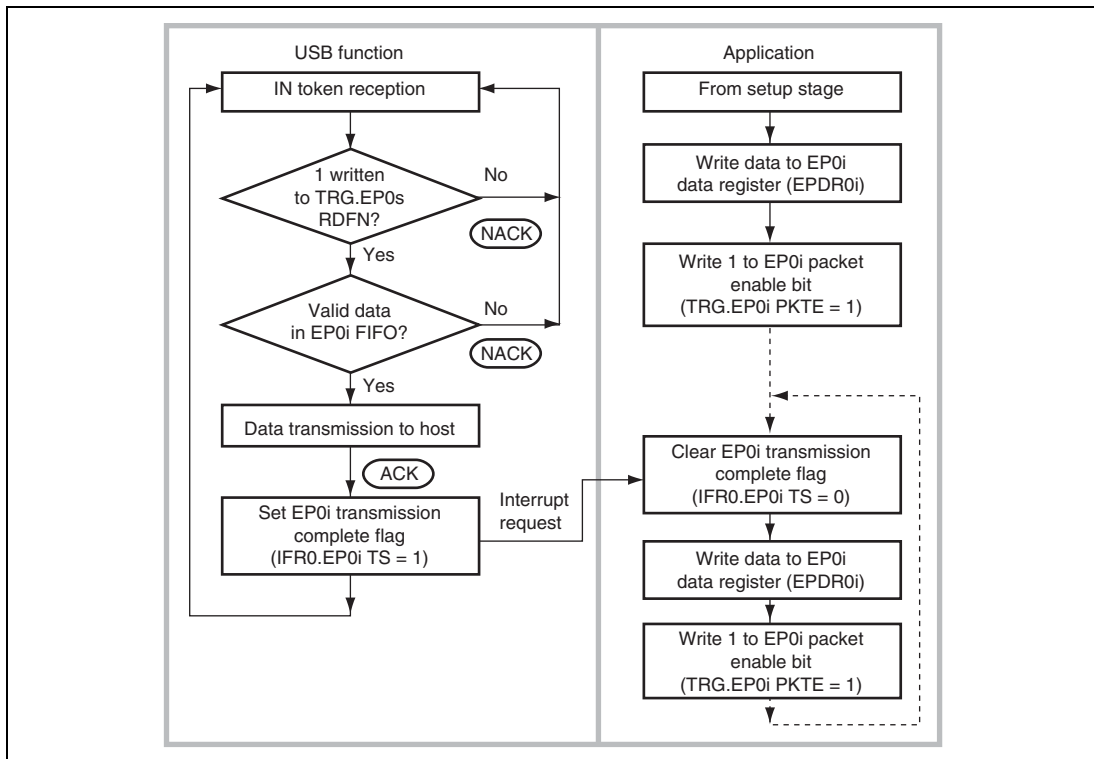 USB function
IN token reception
1 written
to TRG.EP0s
RDFN?
No
NACK
Yes
Valid data
in EP0i FIFO?
No
NACK
Yes
Data transmission to host
ACK
Set EP0i transmission
complete flag
(IFR0.EP0i TS = 1)
Interrupt
request
Application
From setup stage
Write data to EP0i
data register (EPDR0i)
Write 1 to EP0i packet
enable bit
(TRG.EP0i PKTE = 1)
Clear EP0i transmission
complete flag
(IFR0.EP0i TS = 0)
Write data to EP0i
data register (EPDR0i)
Write 1 to EP0i packet
enable bit
(TRG.EP0i PKTE = 1)